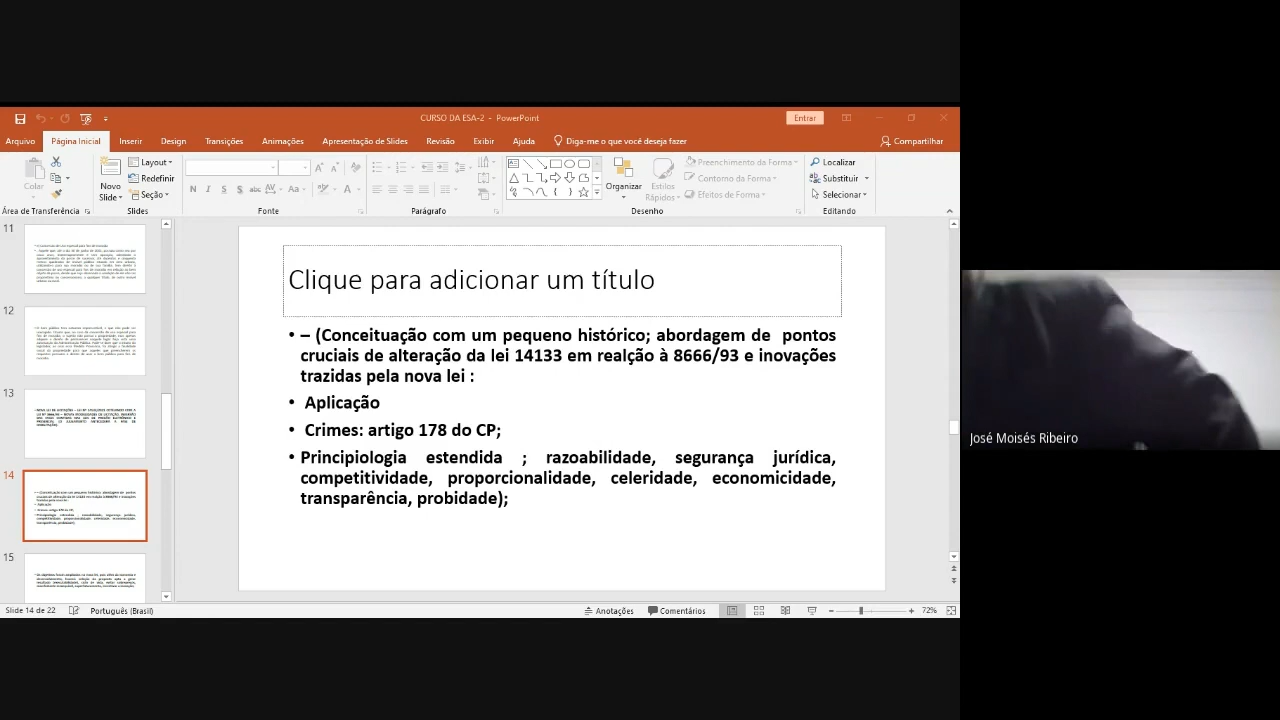 CURSO DA ESA-2 - PowerPoint
Entrar
Arquivo Página Inicial Inserir Design Transições Animações Apresentação de Slides Revisão Exibir Ajuda Diga-me o que você deseja fazer Compartilhar
Colar
Novo Slide
Layout
Redefinir
Seção
Organizar
Estilos Rápidos
Preenchimento da Forma
Contorno da Forma
Efeitos de Forma
Localizar
Substituir
Selecionar
Área de Transferência Slides Fonte Parágrafo Desenho Editando
11
12
13
14
15
Clique para adicionar um título
• – (Conceituação com um pequeno histórico; abordagem de pontos
cruciais de alteração da lei 14133 em realção à 8666/93 e inovações
trazidas pela nova lei :
• Aplicação
• Crimes: artigo 178 do CP;
• Principiologia estendida ; razoabilidade, segurança jurídica,
competitividade, proporcionalidade, celeridade, economicidade,
transparência, probidade);
José Moisés Ribeiro
Slide 14 de 22 Português (Brasil) Anotações Comentários 72%